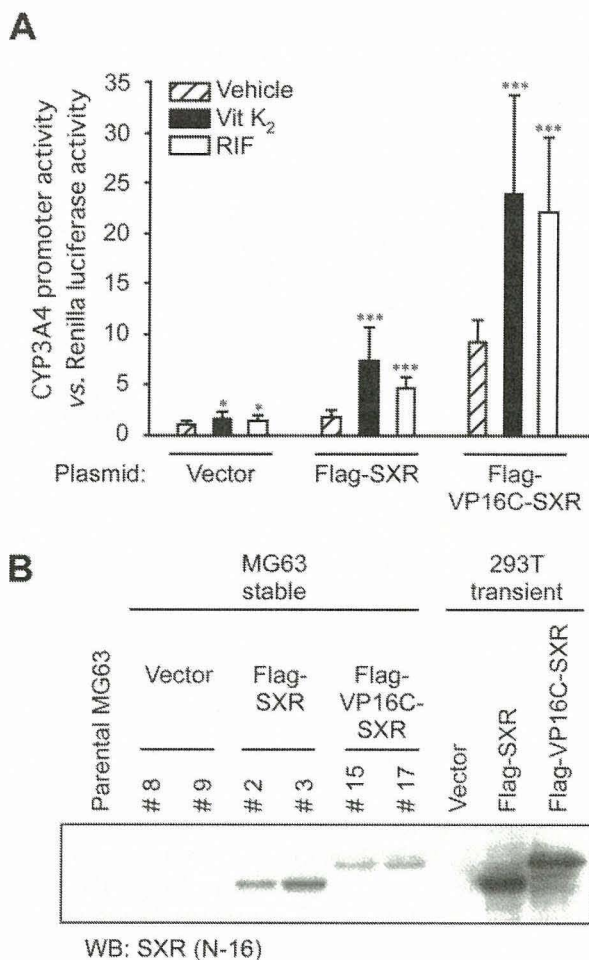 A
CYP3A4 promoter activity
vs. Renilla luciferase activity
35
30
25
20
15
10
5
0
Vehicle
Vit K₂
RIF
* *
*** ***
*** ***
Plasmid: Vector Flag-SXR Flag-
VP16C-SXR
B
MG63
stable
293T
transient
Parental MG63
Vector
Flag-
SXR
Flag-
VP16C-
SXR
# 8
# 9
# 2
# 3
# 15
# 17
Vector
Flag-SXR
Flag-VP16C-SXR
WB: SXR (N-16)